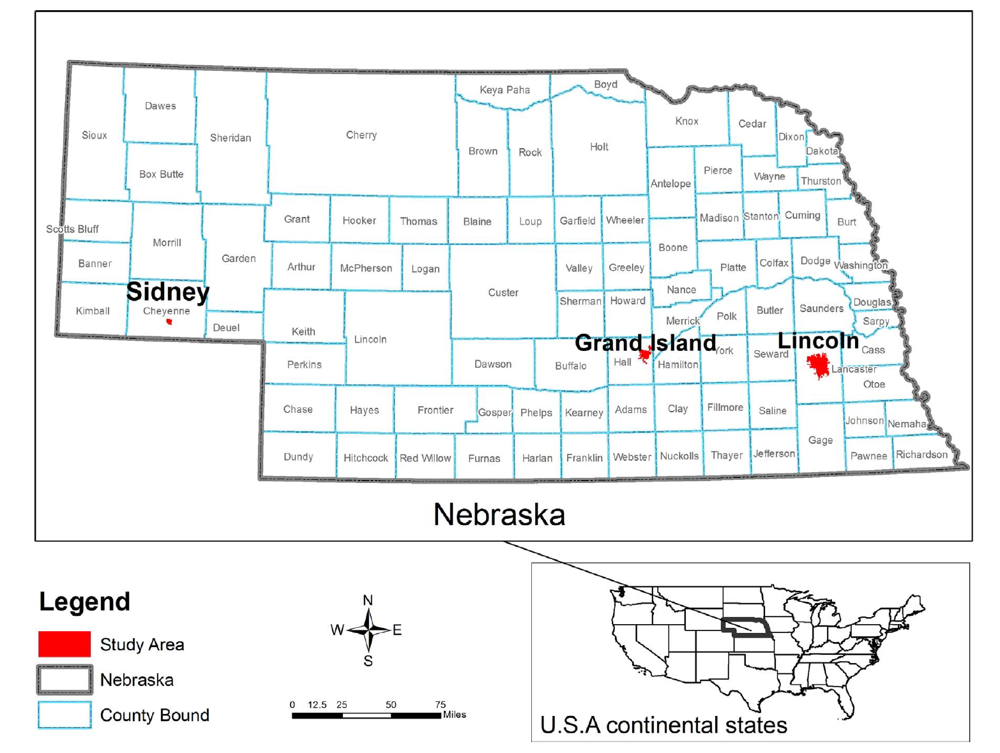 Keya Paha
Boyd
Dawes
Knox
Cedar
Sioux
Sheridan
Cherry
Dixon
Brown
Rock
Holt
Dakota
Box Butte
Pierce
Wayne
Antelope
Thurston
Scotts Bluff
Grant
Hooker
Thomas
Blaine
Loup
Garfield
Wheeler
Madison
Stanton
Cuming
Burt
Morrill
Boone
Banner
Garden
Arthur
McPherson
Logan
Valley
Greeley
Platte
Colfax
Dodge
Washington
Sidney
Custer
Nance
Sherman
Howard
Kimball
Cheyenne
Douglas
Saunders
Butler
Polk
Merrick
Sarpy
Deuel
Keith
Lincoln
Grand Island
Lincoln
York
Seward
Cass
Perkins
Dawson
Buffalo
Hall
Hamilton
Lancaster
Otoe
Chase
Hayes
Frontier
Gosper
Phelps
Kearney
Adams
Clay
Fillmore
Saline
Johnson
Nemaha
Gage
Dundy
Hitchcock
Red Willow
Furnas
Harlan
Franklin
Webster
Nuckolls
Thayer
Jefferson
Pawnee
Richardson
Nebraska
Legend
Study Area
Nebraska
County Bound
N
W E
S
0 12.5 25 50 75
Miles
U.S.A continental states